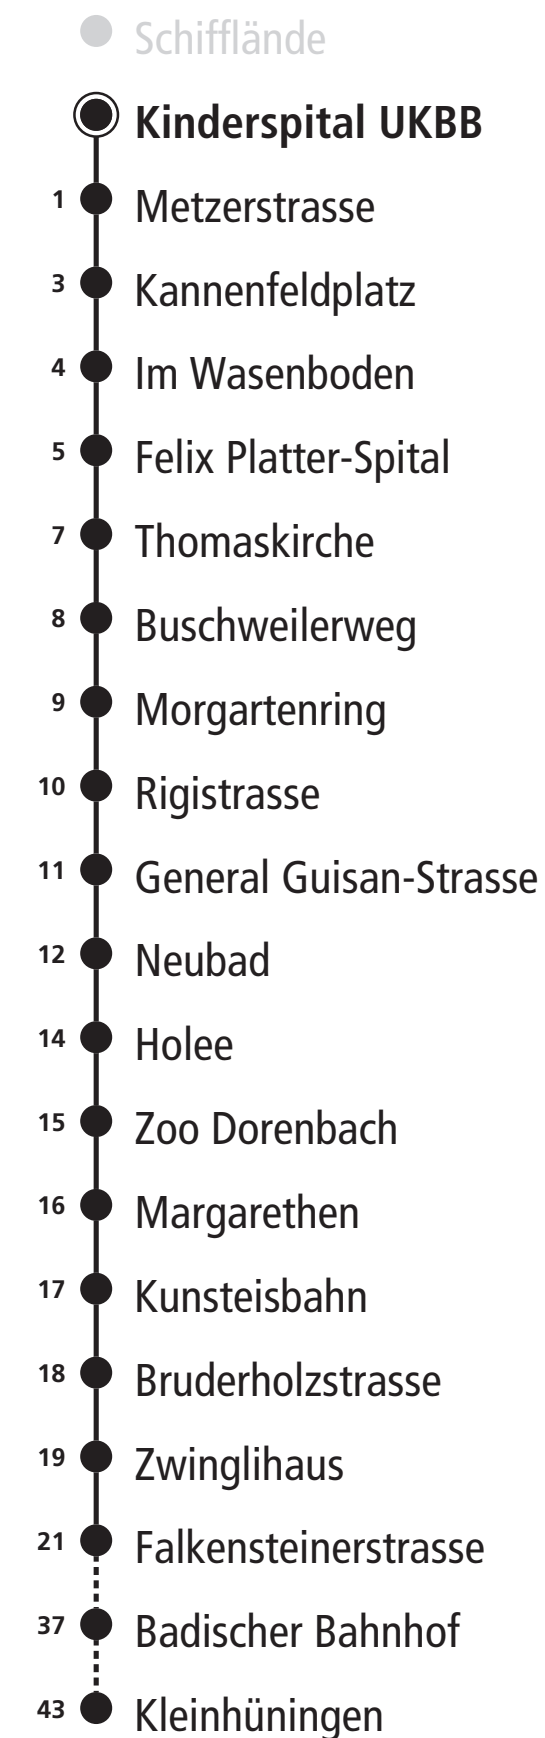 Schifflände
Kinderspital UKBB
1 Metzerstrasse
3 Kannenfeldplatz
4 Im Wasenboden
5 Felix Platter-Spital
7 Thomaskirche
8 Buschweilerweg
9 Morgartenring
10 Rigistrasse
11 General Guisan-Strasse
12 Neubad
14 Holee
15 Zoo Dorenbach
16 Margarethen
17 Kunsteisbahn
18 Bruderholzstrasse
19 Zwinglihaus
21 Falkensteinerstrasse
37 Badischer Bahnhof
43 Kleinhüningen